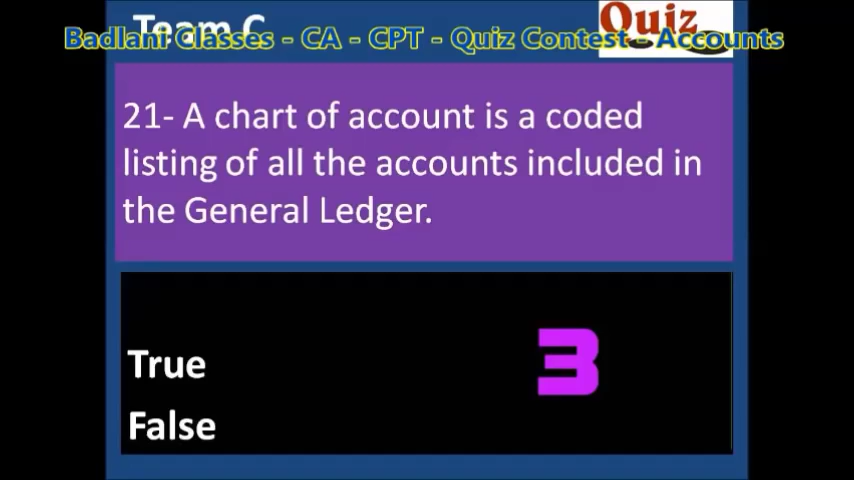 Team C
Quiz
Badlani Classes - CA - CPT - Quiz Contest - Accounts
21- A chart of account is a coded
listing of all the accounts included in
the General Ledger.
True
3
False